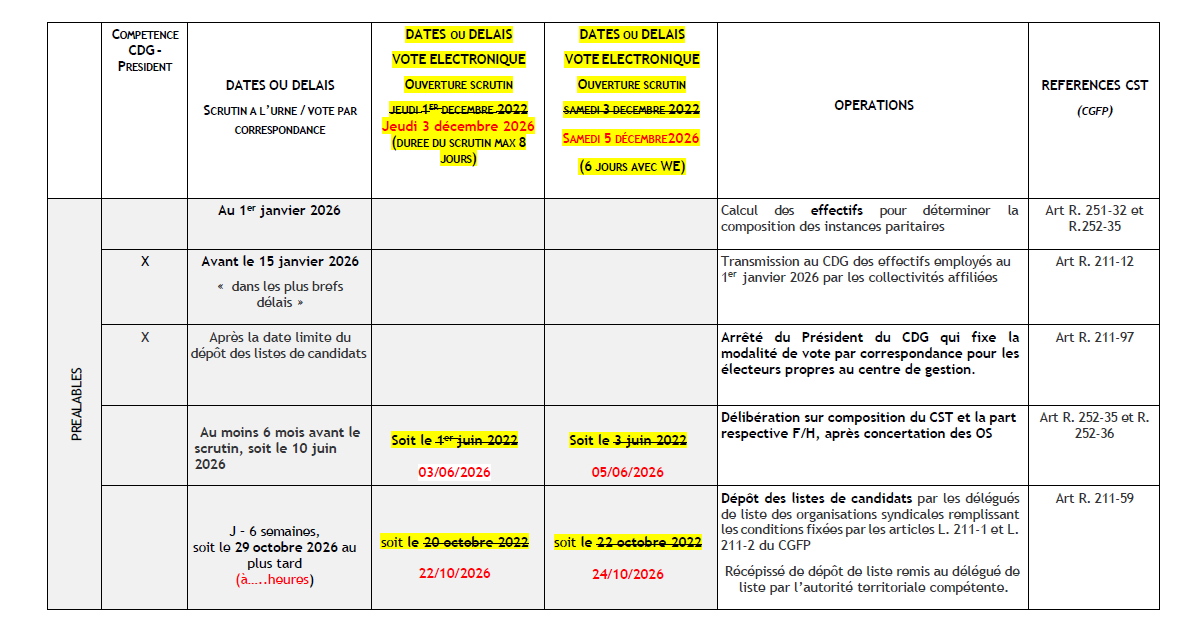 COMPETENCE
CDG -
PRESIDENT
DATES OU DELAIS
SCRUTIN A L'URNE / VOTE PAR
CORRESPONDANCE
DATES OU DELAIS
VOTE ELECTRONIQUE
OUVERTURE SCRUTIN
JEUDI 1ER DECEMBRE 2022
Jeudi 3 décembre 2026
(DUREE DU SCRUTIN MAX 8
JOURS)
DATES OU DELAIS
VOTE ELECTRONIQUE
OUVERTURE SCRUTIN
SAMEDI 3 DECEMBRE 2022
SAMEDI 5 DÉCEMBRE2026
(6 JOURS AVEC WE)
OPERATIONS
REFERENCES CST
(CGFP)
PREALABLES
Au 1er janvier 2026
Calcul des effectifs pour déterminer la
composition des instances paritaires
Art R. 251-32 et
R.252-35
X
Avant le 15 janvier 2026
« dans les plus brefs
délais »
Transmission au CDG des effectifs employés au
1er janvier 2026 par les collectivités affiliées
Art R. 211-12
X
Après la date limite du
dépôt des listes de candidats
Arrêté du Président du CDG qui fixe la
modalité de vote par correspondance pour les
électeurs propres au centre de gestion.
Art R. 211-97
Au moins 6 mois avant le
scrutin, soit le 10 juin
2026
Soit le 1er juin 2022
03/06/2026
Soit le 3 juin 2022
05/06/2026
Délibération sur composition du CST et la part
respective F/H, après concertation des OS
Art R. 252-35 et R.
252-36
J - 6 semaines,
soit le 29 octobre 2026 au
plus tard
(à…..heures)
soit le 20 octobre 2022
22/10/2026
soit le 22 octobre 2022
24/10/2026
Dépôt des listes de candidats par les délégués
de liste des organisations syndicales remplissant
les conditions fixées par les articles L. 211-1 et L.
211-2 du CGFP
Récépissé de dépôt de liste remis au délégué de
liste par l'autorité territoriale compétente.
Art R. 211-59